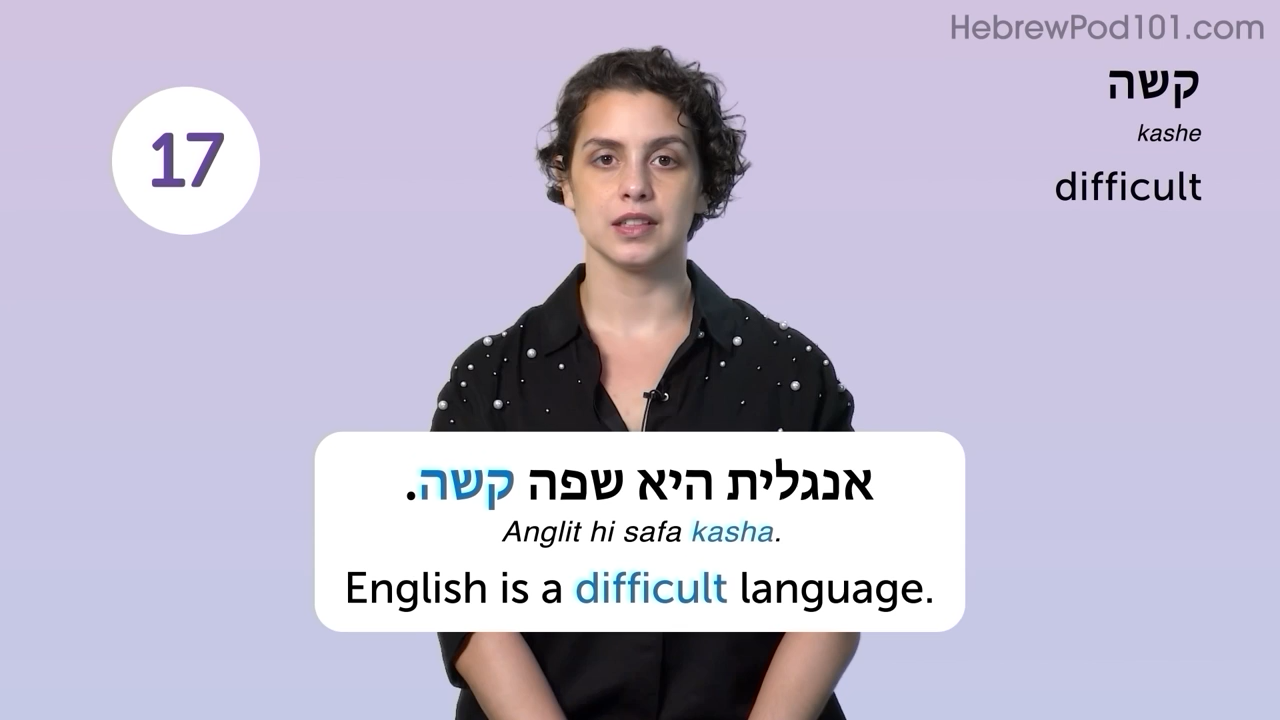 HebrewPod101.com
17
קשה
kashe
difficult
אנגלית היא שפה קשה.
Anglit hi safa kasha.
English is a difficult language.